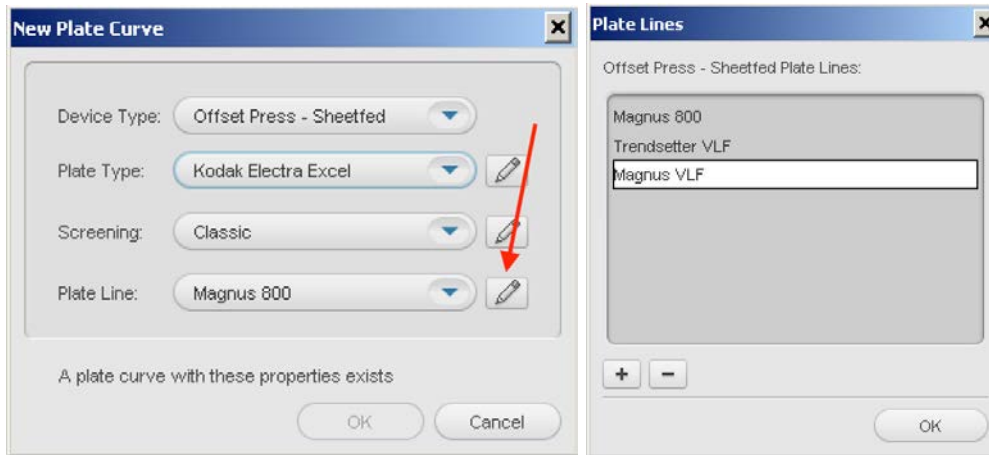 New Plate Curve
Device Type: Offset Press - Sheetfed
Plate Type: Kodak Electra Excel
Screening: Classic
Plate Line: Magnus 800
A plate curve with these properties exists
OK Cancel
Plate Lines
Offset Press - Sheetfed Plate Lines:
Magnus 800
Trendsetter VLF
Magnus VLF
+ −
OK